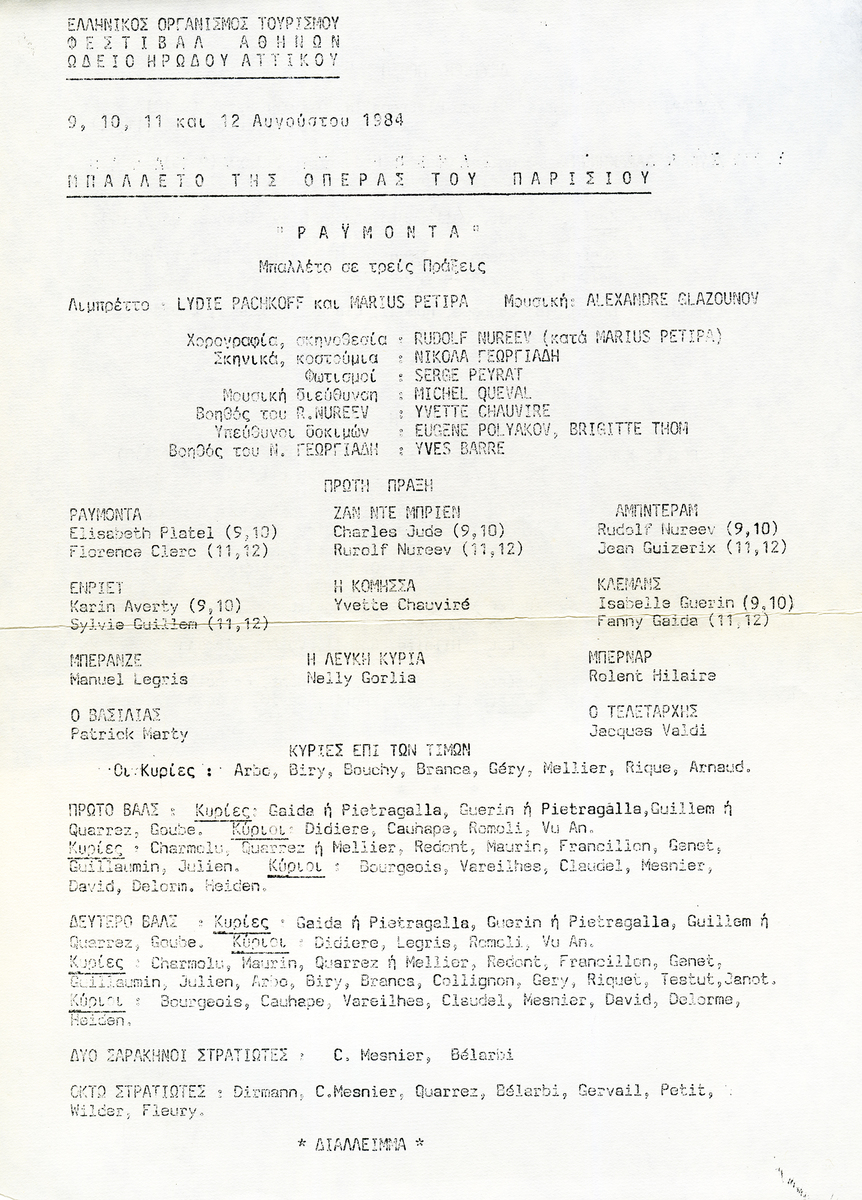 ΕΛΛΗΝΙΚΟΣ ΟΡΓΑΝΙΣΜΟΣ ΤΟΥΡΙΣΜΟΥ
ΦΕΣΤΙΒΑΛ ΑΘΗΝΩΝ
ΩΔΕΙΟ ΗΡΩΔΟΥ ΑΤΤΙΚΟΥ
9, 10, 11 και 12 Αυγούστου 1984
ΜΠΑΛΛΕΤΟ ΤΗΣ ΟΠΕΡΑΣ ΤΟΥ ΠΑΡΙΣΙΟΥ
"ΡΑΫΜΟΝΤΑ"
Μπαλλέτο σε τρείς Πράξεις
Λιμπρέττο : LYDIE PACHKOFF και MARIUS PETIPA Μουσική: ALEXANDRE GLAZOUNOV
Χορογραφία, σκηνοθεσία : RUDOLF NUREEV (κατά MARIUS PETIPA)
Σκηνικά, κοστούμια : ΝΙΚΟΛΑ ΓΕΩΡΓΙΑΔΗ
Φωτισμοί : SERGE PEYRAT
Μουσική διεύθυνση : MICHEL QUEVAL
Βοηθός του R.NUREEV : YVETTE CHAUVIRE
Υπεύθυνοι δοκιμών : EUGENE POLYAKOV, BRIGITTE THOM
Βοηθός του Ν. ΓΕΩΡΓΙΑΔΗ : YVES BARRE
ΠΡΩΤΗ ΠΡΑΞΗ
ΡΑΥΜΟΝΤΑ ΖΑΝ ΝΤΕ ΜΠΡΙΕΝ ΑΜΠΝΤΕΡΑΜ
Elisabeth Platel (9,10) Charles Jude (9,10) Rudolf Nureev (9,10)
Florence Clerc (11,12) Rurolf Nureev (11,12) Jean Guizerix (11,12)
ΕΝΡΙΕΤ Η ΚΟΜΗΣΣΑ ΚΛΕΜΑΝΣ
Karin Averty (9,10) Yvette Chauviré Isabelle Guerin (9,10)
Sylvie Guillem (11,12) Fanny Gaida (11,12)
ΜΠΕΡΑΝΖΕ Η ΛΕΥΚΗ ΚΥΡΙΑ ΜΠΕΡΝΑΡ
Manuel Legris Nelly Gorlia Rolent Hilaire
Ο ΒΑΣΙΛΙΑΣ Ο ΤΕΛΕΤΑΡΧΗΣ
Patrick Marty Jacques Valdi
ΚΥΡΙΕΣ ΕΠΙ ΤΩΝ ΤΙΜΩΝ
Οι Κυρίες : Arbo, Biry, Bouchy, Branca, Géry, Mellier, Rique, Arnaud.
ΠΡΩΤΟ ΒΑΛΣ : Κυρίες: Gaida ή Pietragalla, Guerin ή Pietragàlla,Guillem ή
Quarrez, Goube. Κύριοι: Didiere, Cauhape, Romoli, Vu An.
Κυρίες : Charmolu, Quarrez ή Mellier, Redont, Maurin, Francillon, Genet,
Guillaumin, Julien. Κύριοι : Bourgeois, Vareilhes, Claudel, Mesnier,
David, Delorm. Heiden.
ΔΕΥΤΕΡΟ ΒΑΛΣ : Κυρίες : Gaida ή Pietragalla, Guerin ή Pietragalla, Guillem ή
Quarrez, Goube. Κύριοι : Didiere, Legris, Romoli, Vu An.
Κυρίες : Charmolu, Maurin, Quarrez ή Mellier, Redont, Francillon, Genet,
Guillaumin, Julien, Arbo, Biry, Branca, Collignon, Gery, Riquet, Testut,Janot.
Κύριοι : Bourgeois, Cauhape, Vareilhes, Claudel, Mesnier, David, Delorme,
Heiden.
ΔΥΟ ΣΑΡΑΚΗΝΟΙ ΣΤΡΑΤΙΩΤΕΣ : C. Mesnier, Bélarbi
ΟΚΤΩ ΣΤΡΑΤΙΩΤΕΣ : Dirmann, C.Mesnier, Quarrez, Bélarbi, Gervail, Petit,
Wilder, Fleury.
* ΔΙΑΛΛΕΙΜΜΑ *